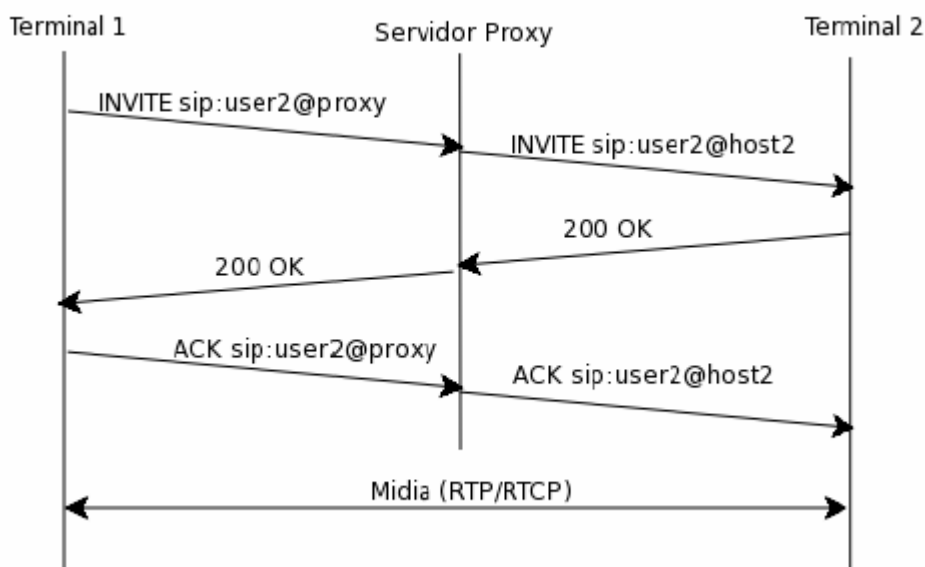 Terminal 1
Servidor Proxy
Terminal 2
INVITE sip:user2@proxy
INVITE sip:user2@host2
200 OK
200 OK
ACK sip:user2@proxy
ACK sip:user2@host2
Midia (RTP/RTCP)